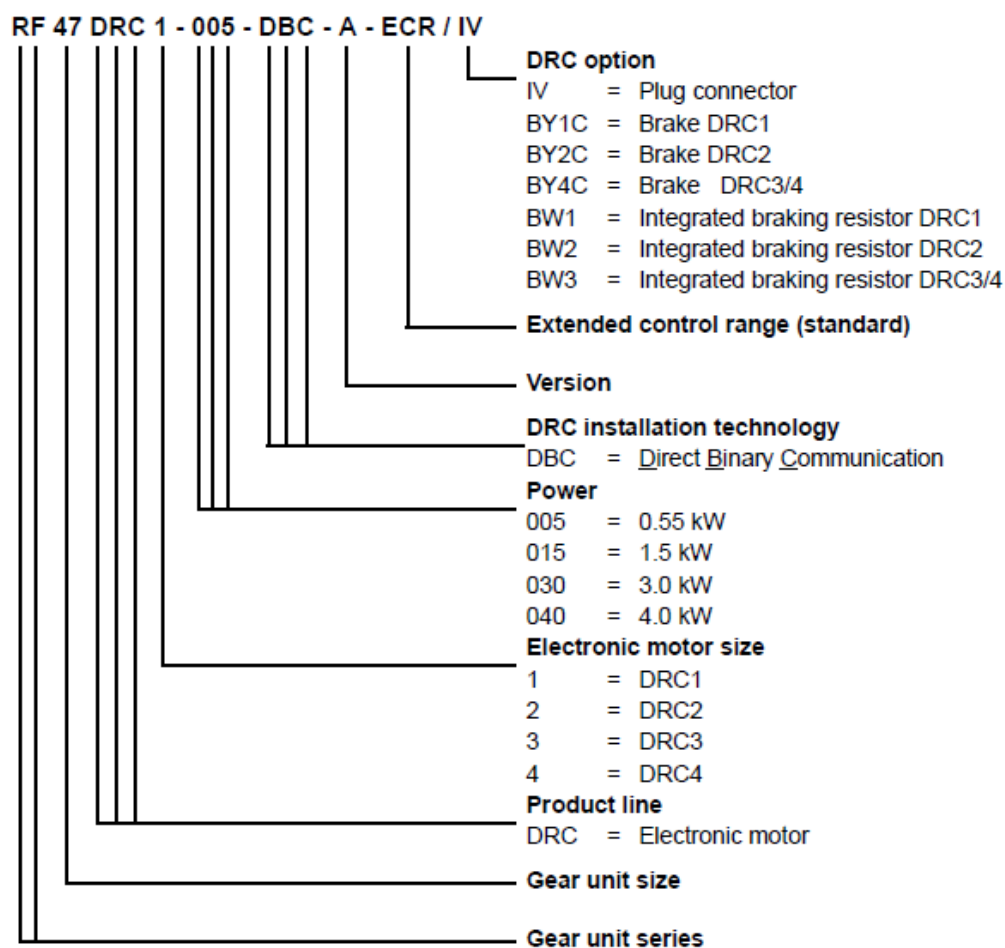 RF 47 DRC 1 - 005 - DBC - A - ECR / IV
DRC option
IV = Plug connector
BY1C = Brake DRC1
BY2C = Brake DRC2
BY4C = Brake DRC3/4
BW1 = Integrated braking resistor DRC1
BW2 = Integrated braking resistor DRC2
BW3 = Integrated braking resistor DRC3/4
Extended control range (standard)
Version
DRC installation technology
DBC = Direct Binary Communication
Power
005 = 0.55 kW
015 = 1.5 kW
030 = 3.0 kW
040 = 4.0 kW
Electronic motor size
1 = DRC1
2 = DRC2
3 = DRC3
4 = DRC4
Product line
DRC = Electronic motor
Gear unit size
Gear unit series